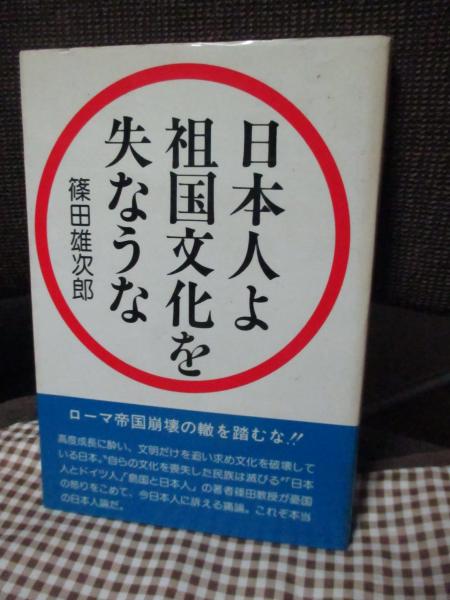 日本人よ
祖国文化を
失なうな
篠田雄次郎
ローマ帝国崩壊の轍を踏むな!!
高度成長に酔い、文明だけを追い求め文化を破壊して
いる日本。〝自らの文化を喪失した民族は滅びる〟『日本
人とドイツ人』『島国と日本人』の著者篠田教授が憂国
の怒りをこめて、今日本人に訴える痛論。これぞ本当
の日本人論だ。